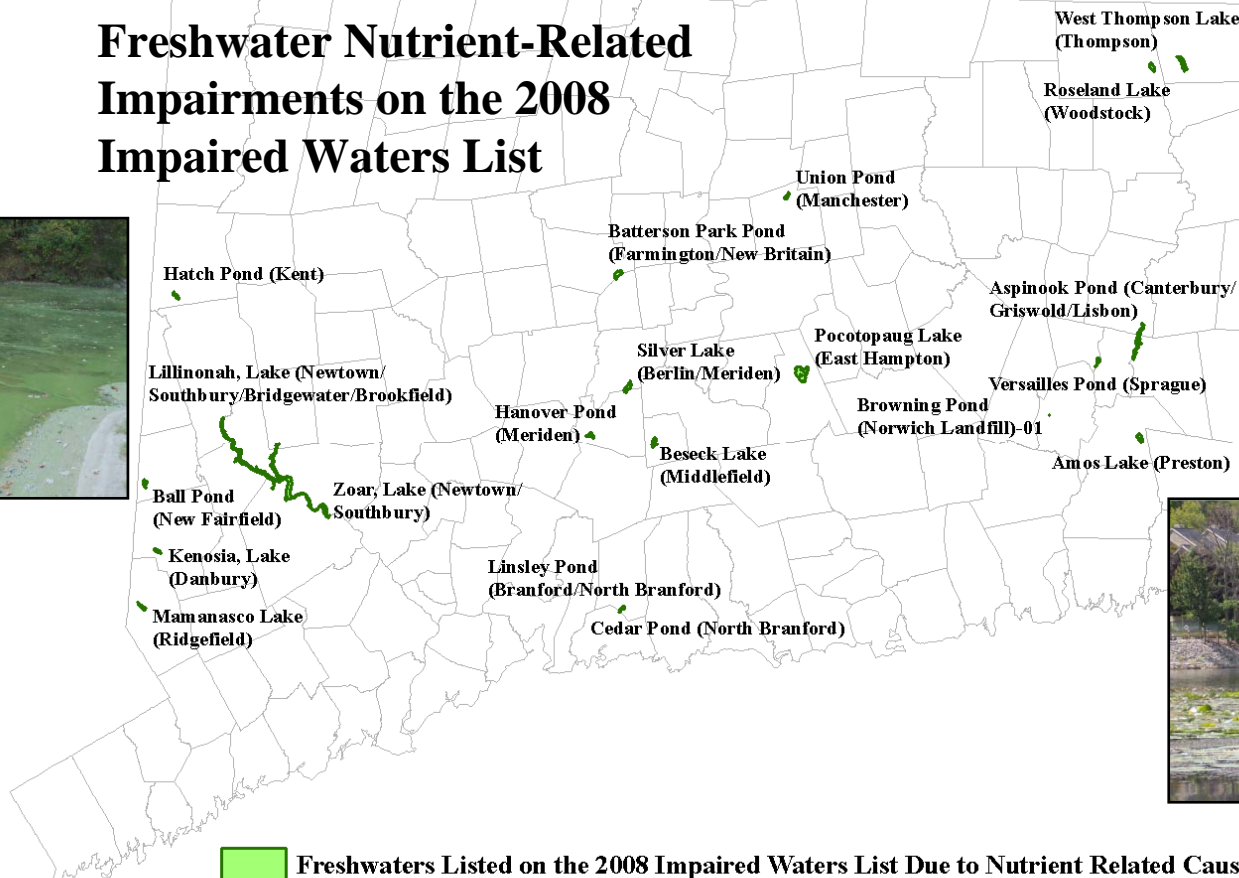 Freshwater Nutrient-Related
Impairments on the 2008
Impaired Waters List
West Thompson Lake
(Thompson)
Roseland Lake
(Woodstock)
Union Pond
(Manchester)
Batterson Park Pond
(Farmington/New Britain)
Hatch Pond (Kent)
Aspinook Pond (Canterbury/
Griswold/Lisbon)
Pocotopaug Lake
(East Hampton)
Silver Lake
(Berlin/Meriden)
Lillinonah, Lake (Newtown/
Southbury/Bridgewater/Brookfield)
Versailles Pond (Sprague)
Hanover Pond
(Meriden)
Browning Pond
(Norwich Landfill)-01
Beseck Lake
(Middlefield)
Amos Lake (Preston)
Zoar, Lake (Newtown/
Southbury)
Ball Pond
(New Fairfield)
Kenosia, Lake
(Danbury)
Linsley Pond
(Branford/North Branford)
Mamanasco Lake
(Ridgefield)
Cedar Pond (North Branford)
Freshwaters Listed on the 2008 Impaired Waters List Due to Nutrient Related Caus